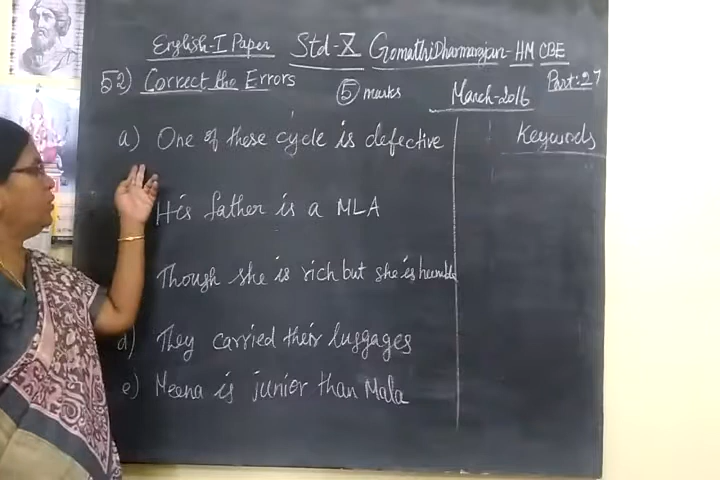 English-I Paper Std-X Gomathi Dharmarajan-HM CBE
52) Correct the Errors
5 marks March-2016 Part:27
Keywords
a) One of these cycle is defective
His father is a MLA
Though she is rich but she is humble
d) They carried their luggages
e) Meena is junior than Mala